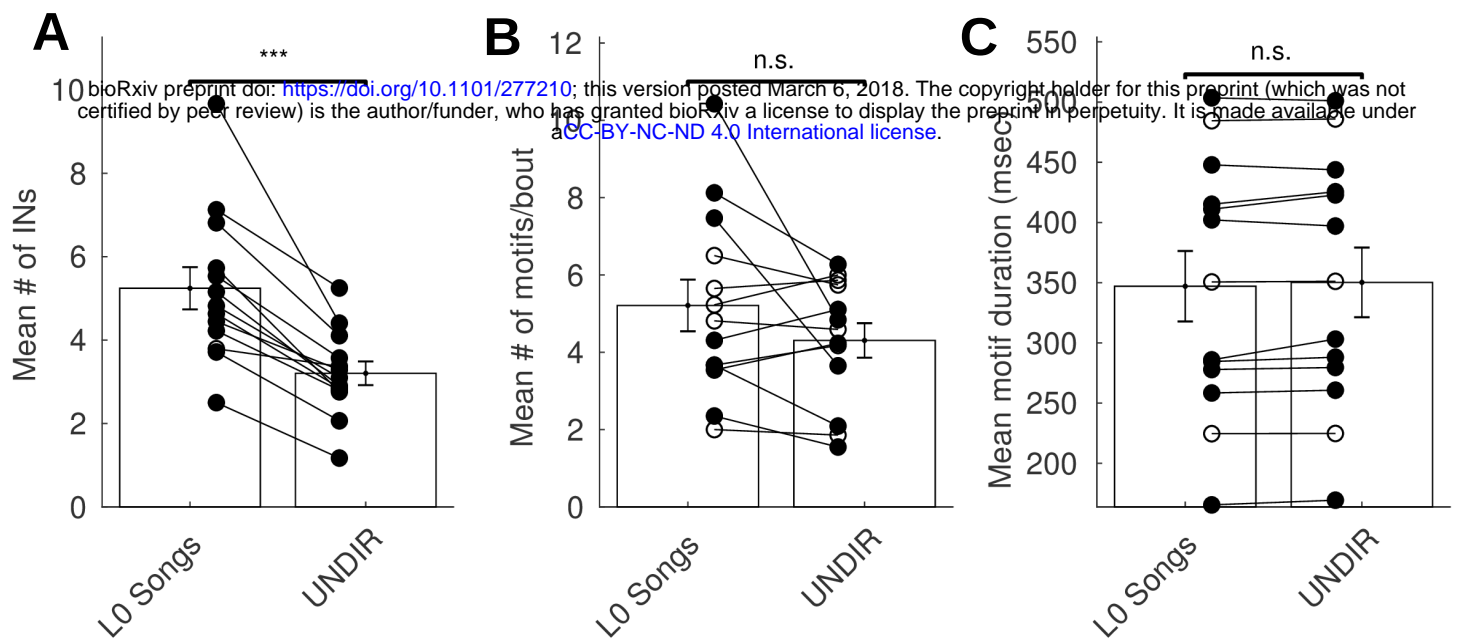 A
B
C
***
n.s.
n.s.
bioRxiv preprint doi: https://doi.org/10.1101/277210; this version posted March 6, 2018. The copyright holder for this preprint (which was not
certified by peer review) is the author/funder, who has granted bioRxiv a license to display the preprint in perpetuity. It is made available under
aCC-BY-NC-ND 4.0 International license.
Mean # of INs
10
8
6
4
2
0
L0 Songs
UNDIR
Mean # of motifs/bout
12
10
8
6
4
2
0
L0 Songs
UNDIR
Mean motif duration (msec)
550
500
450
400
350
300
250
200
L0 Songs
UNDIR